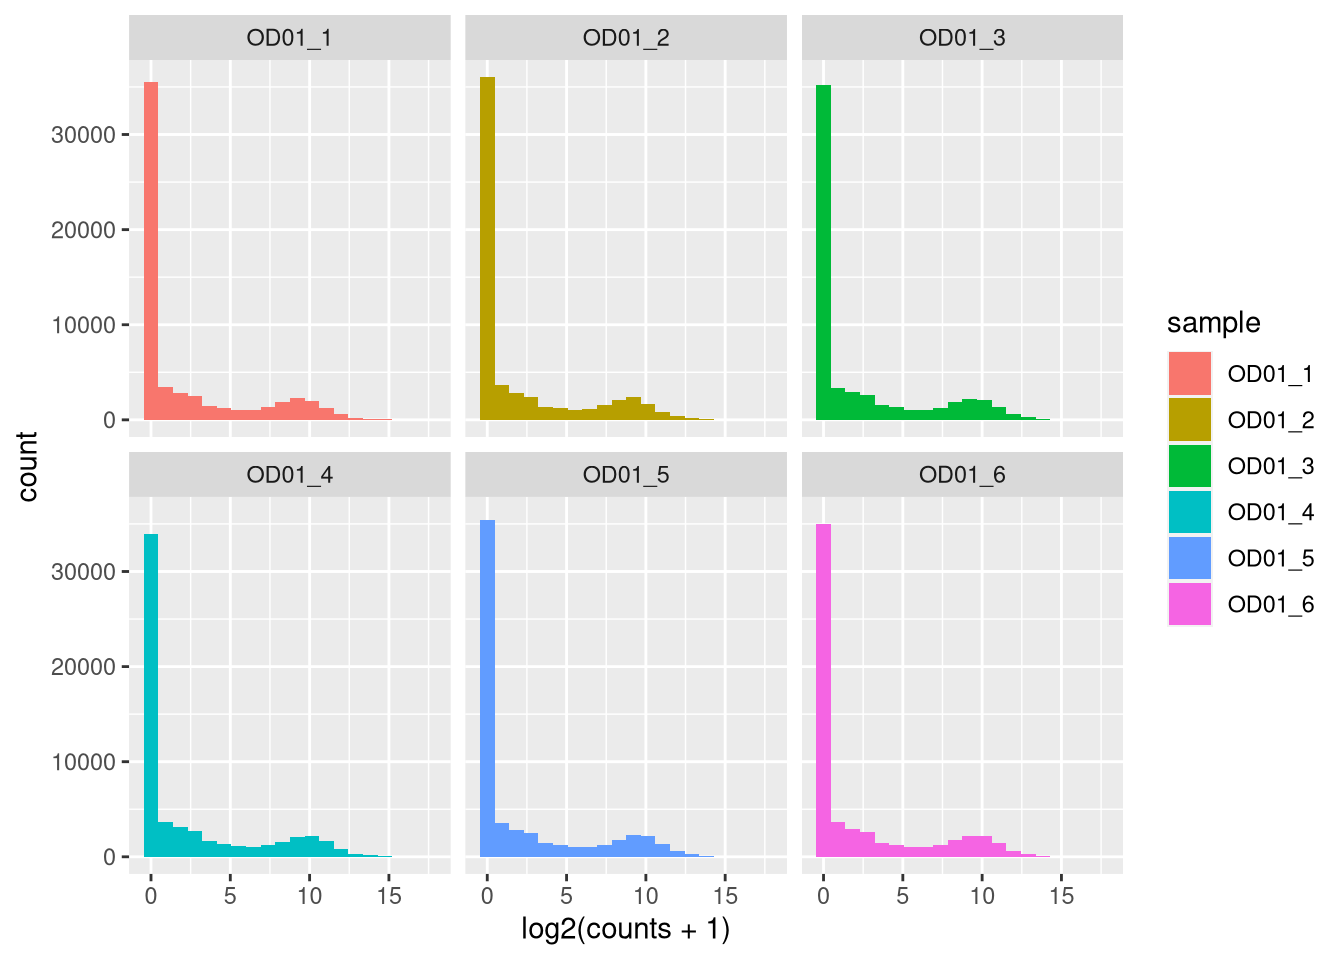 OD01_1 OD01_2 OD01_3
30000
20000
10000
0
OD01_4 OD01_5 OD01_6
30000
20000
10000
0
0 5 10 15 0 5 10 15 0 5 10 15
log2(counts + 1)
count
sample
OD01_1
OD01_2
OD01_3
OD01_4
OD01_5
OD01_6